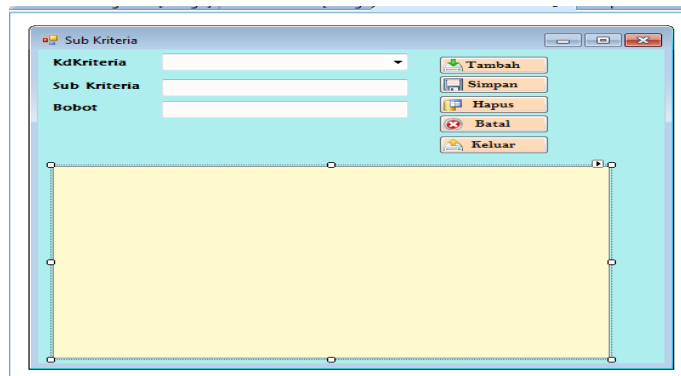 Sub Kriteria
KdKriteria
Tambah
Sub Kriteria
Simpan
Bobot
Hapus
Batal
Keluar